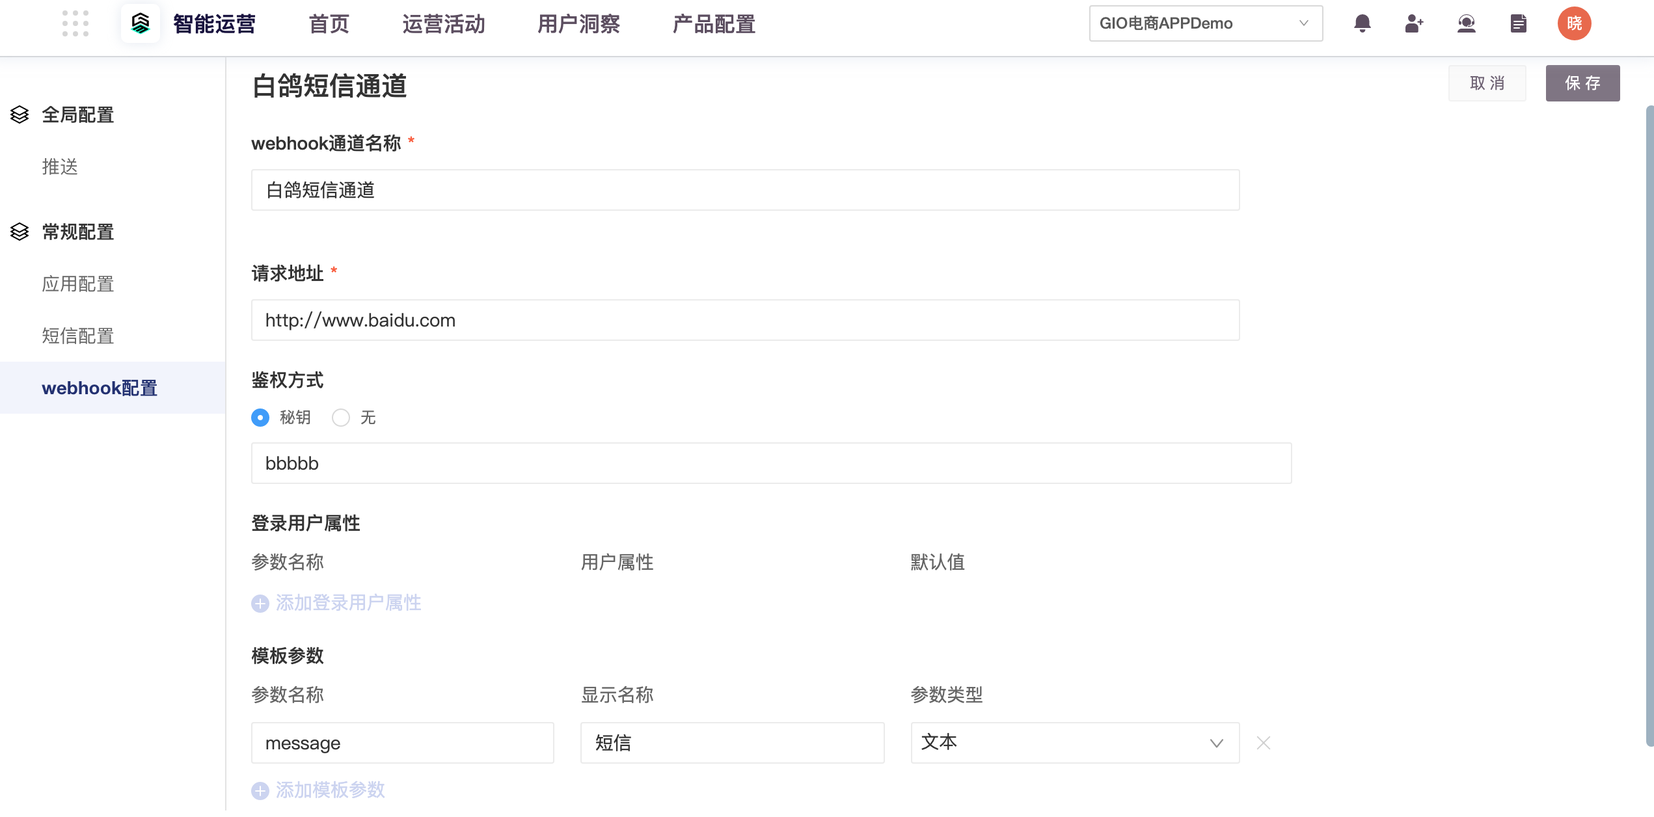 智能运营 首页 运营活动 用户洞察 产品配置 GIO电商APPDemo 晓
白鸽短信通道 取 消 保 存
全局配置
推送
常规配置
应用配置
短信配置
webhook配置
webhook通道名称 *
白鸽短信通道
请求地址 *
http://www.baidu.com
鉴权方式
秘钥 无
bbbbb
登录用户属性
参数名称 用户属性 默认值
添加登录用户属性
模板参数
参数名称 显示名称 参数类型
message 短信 文本
添加模板参数